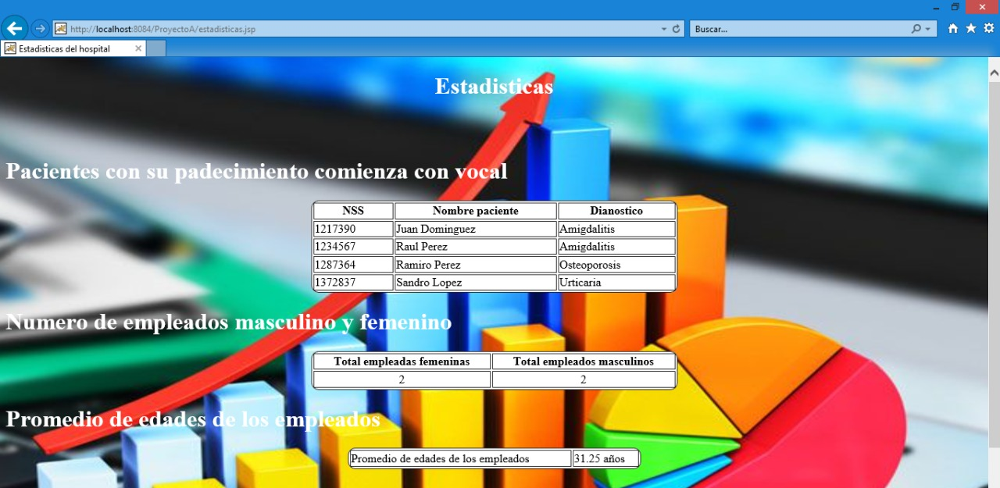 http://localhost:8084/ProyectoA/estadisticas.jsp
Buscar...
Estadisticas del hospital
Estadisticas
Pacientes con su padecimiento comienza con vocal
NSS Nombre paciente Dianostico
1217390 Juan Dominguez Amigdalitis
1234567 Raul Perez Amigdalitis
1287364 Ramiro Perez Osteoporosis
1372837 Sandro Lopez Urticaria
Numero de empleados masculino y femenino
Total empleadas femeninas Total empleados masculinos
2 2
Promedio de edades de los empleados
Promedio de edades de los empleados 31.25 años